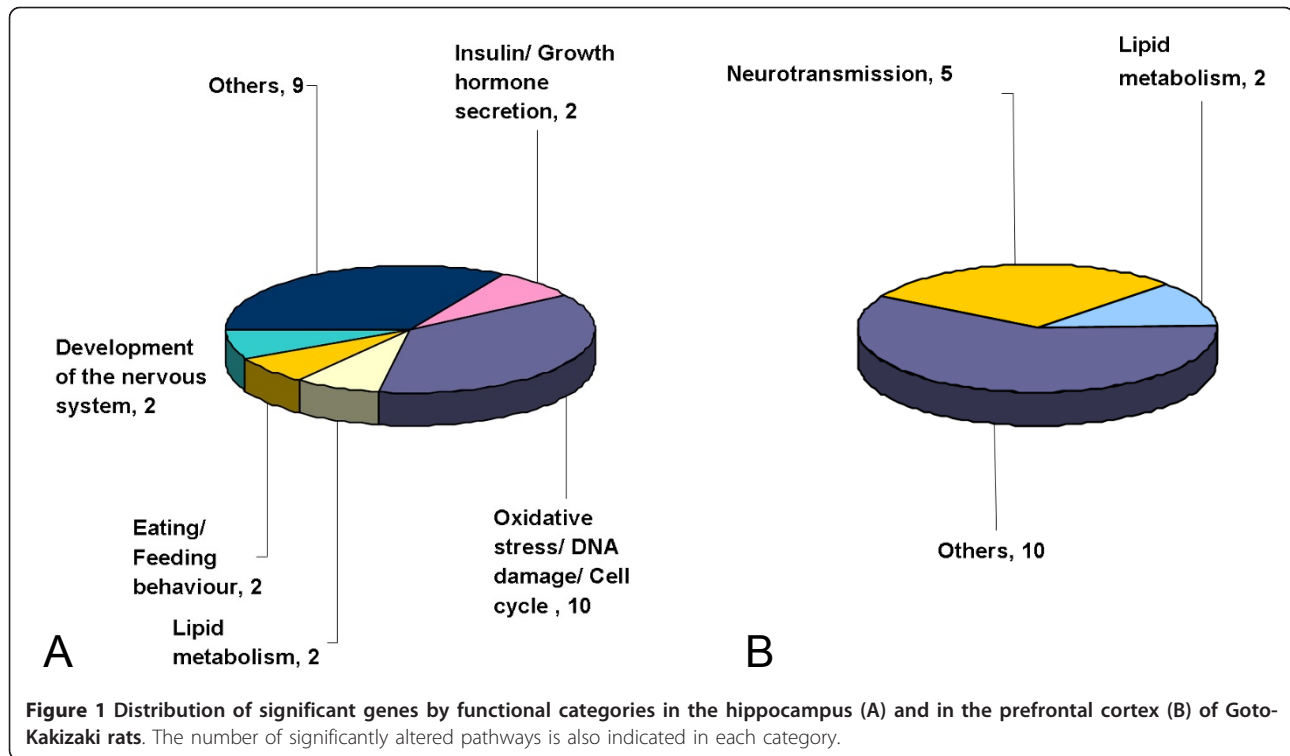 Others, 9
Insulin/ Growth
hormone
secretion, 2
Development
of the nervous
system, 2
Eating/
Feeding
behaviour, 2
Lipid
metabolism, 2
Oxidative
stress/ DNA
damage/ Cell
cycle , 10
A
Neurotransmission, 5
Lipid
metabolism, 2
Others, 10
B
Figure 1 Distribution of significant genes by functional categories in the hippocampus (A) and in the prefrontal cortex (B) of Goto-
Kakizaki rats. The number of significantly altered pathways is also indicated in each category.